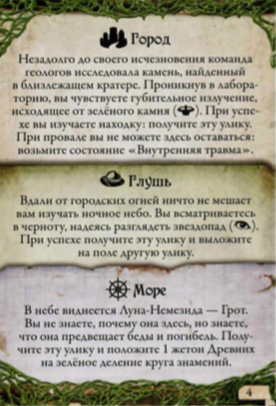 Город
Незадолго до своего исчезновения команда
геологов исследовала камень, найденный
в близлежащем кратере. Проникнув в лабора-
торию, вы чувствуете губительное излучение,
исходящее от зелёного камня ( ). При успе-
хе вы изучаете находку: получите эту улику.
При провале вы не можете здесь оставаться:
возьмите состояние «Внутренняя травма».
Глушь
Вдали от городских огней ничто не мешает
вам изучать ночное небо. Вы всматриваетесь
в черноту, надеясь разглядеть звездопад ( ).
При успехе получите эту улику и выложите
на поле другую улику.
Море
В небе виднеется Луна-Немезида — Грот.
Вы не знаете, почему она здесь, но знаете,
что она предвещает беды и погибель. Полу-
чите эту улику и положите 1 жетон Древних
на зелёное деление круга знамений.
4